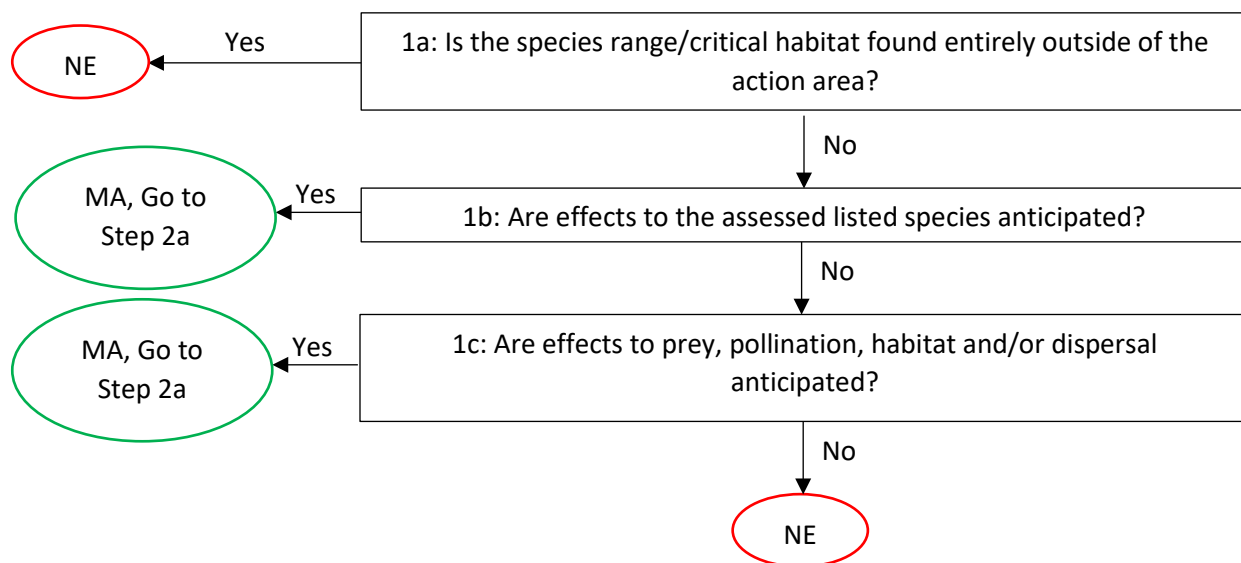 Yes
1a: Is the species range/critical habitat found entirely outside of the
action area?
NE
No
MA, Go to
Step 2a
Yes
1b: Are effects to the assessed listed species anticipated?
No
MA, Go to
Step 2a
Yes
1c: Are effects to prey, pollination, habitat and/or dispersal
anticipated?
No
NE